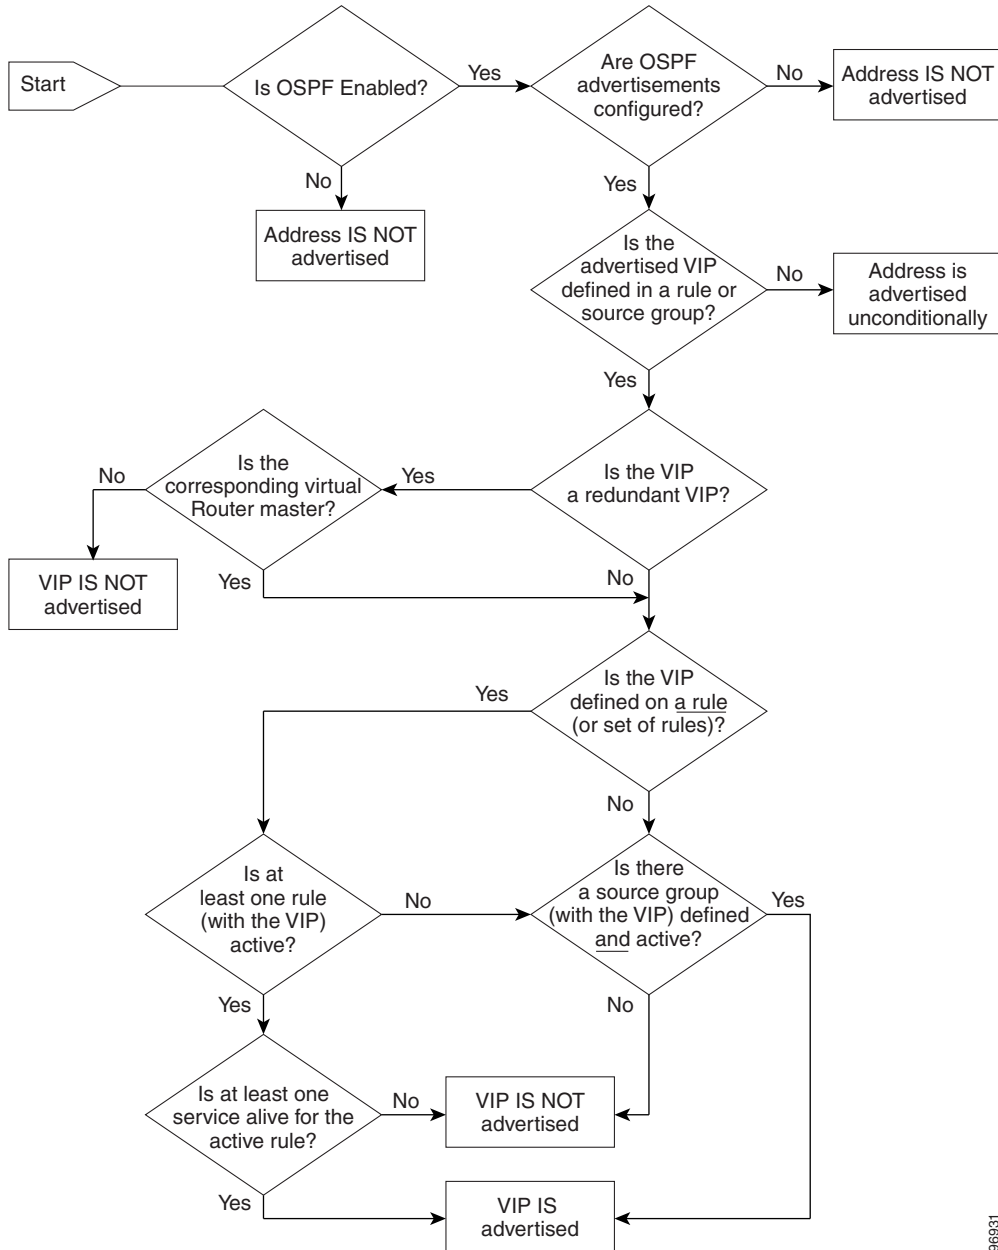 Start
Is OSPF Enabled?
Yes
Are OSPF
advertisements
configured?
No
Address IS NOT
advertised
No
Address IS NOT
advertised
Yes
Is the
advertised VIP
defined in a rule or
source group?
No
Address is
advertised
unconditionally
Yes
Is the VIP
a redundant VIP?
Yes
Is the
corresponding virtual
Router master?
No
VIP IS NOT
advertised
Yes
No
Is the VIP
defined on a rule
(or set of rules)?
Yes
No
Is at
least one rule
(with the VIP)
active?
No
Is there
a source group
(with the VIP) defined
and active?
Yes
Yes
No
Is at least one
service alive for the
active rule?
No
VIP IS NOT
advertised
Yes
VIP IS
advertised
96931